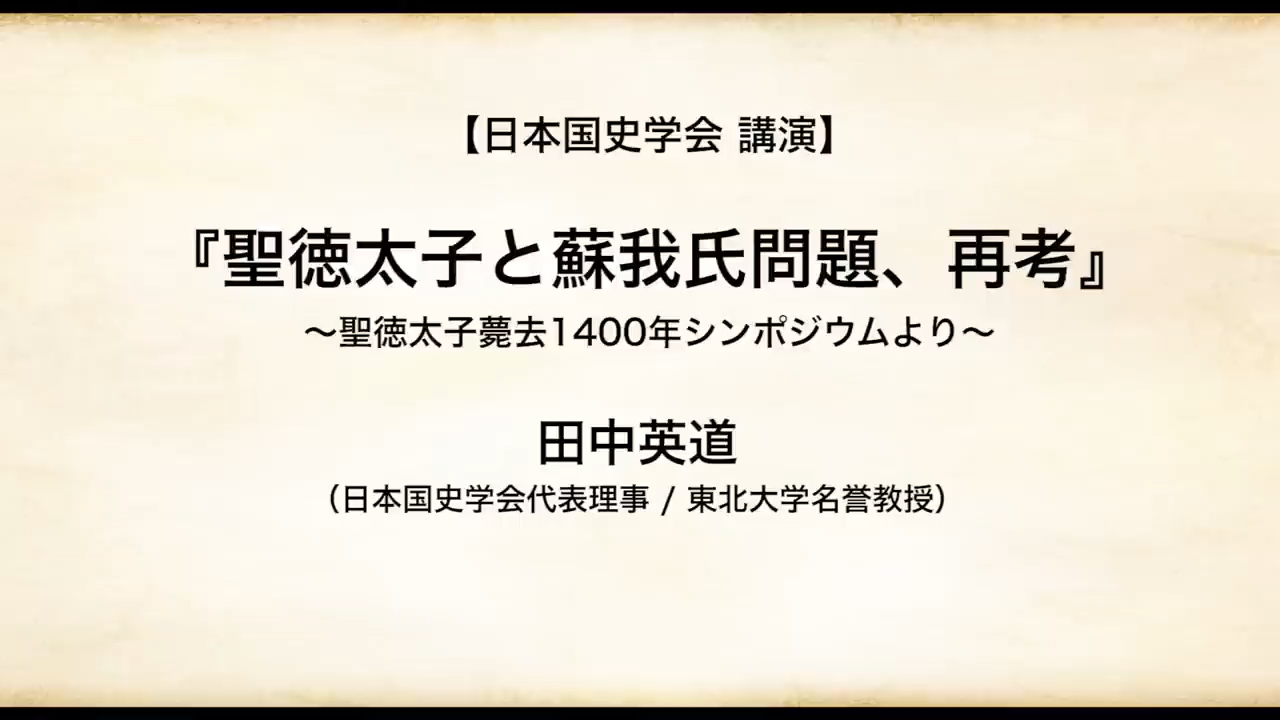 【日本国史学会 講演】
『聖徳太子と蘇我氏問題、再考』
〜聖徳太子薨去1400年シンポジウムより〜
田中英道
（日本国史学会代表理事 / 東北大学名誉教授）